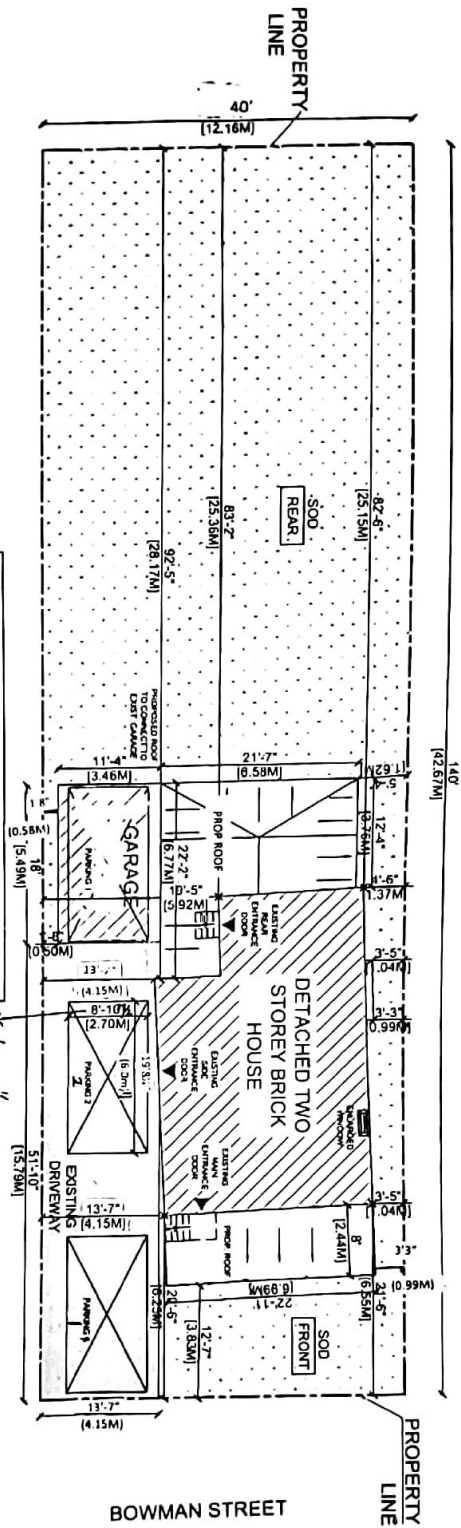 PROPERTY
LINE
40'
[12.16M]
140'
[42.67M]
SOD
REAR
82'-6"
[25.15M]
83'-2"
[25.36M]
92'-5"
[28.17M]
PROPOSED ROOF
TO CONNECT TO
EXIST GARAGE
11'-4"
[3.46M]
21'-7"
[6.58M]
5'-4"
[1.62M]
12'-4"
[3.76M]
4'-6"
[1.37M]
3'-5"
[1.04M]
3'-3"
[0.99M]
PROP ROOF
22'-2"
[6.77M]
[5.92M]
EXISTING
REAR
ENTRANCE
DOOR
DETACHED TWO
STOREY BRICK
HOUSE
ENLARGED
WINDOW
GARAGE
PARKING 1
(0.58M)
18'
[5.49M]
[0.50M]
[4.15M]
8'-10"
[2.70M]
PARKING 2
EXISTING
SIDE
ENTRANCE
DOOR
EXISTING
MAIN
ENTRANCE
DOOR
EXISTING
DRIVEWAY
51'-10"
[15.79M]
13'-7"
[4.15M]
PROP. ROOF
8'
[2.44M]
3'-5"
[1.04M]
3'3"
(0.99M)
21'-6"
[6.55M]
22'-11"
[6.99M]
[6.25M]
12'-7"
[3.83M]
SOD
FRONT
13'-7"
(4.15M)
PROPERTY
LINE
BOWMAN STREET